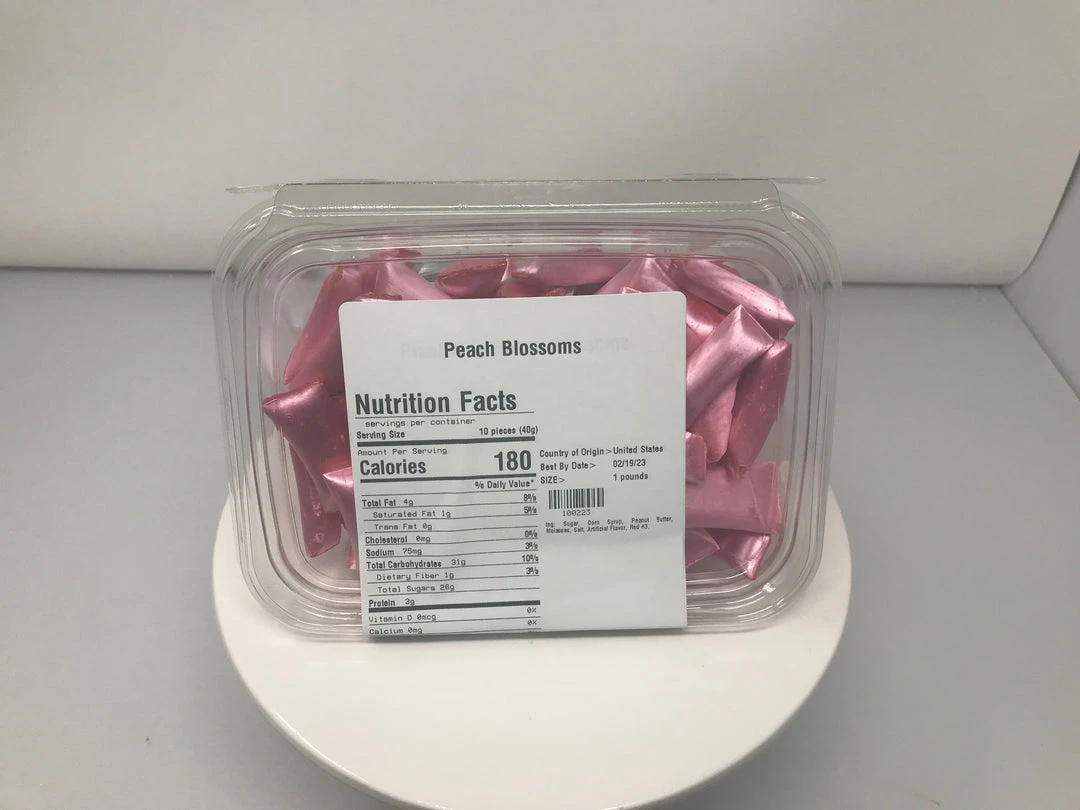 Peach Blossoms
Nutrition Facts
servings per container
Serving Size 10 pieces (40g)
Amount Per Serving
Calories 180
% Daily Value*
Total Fat 4g 8%
Saturated Fat 1g 5%
Trans Fat 0g
Cholesterol 0mg 0%
Sodium 75mg 3%
Total Carbohydrates 31g 10%
Dietary Fiber 1g 3%
Total Sugars 26g
Protein 3g
Vitamin D 0mcg 0%
Calcium 0mg 0%
Country of Origin> United States
Best By Date> 02/19/23
SIZE> 1 pounds
100223
Ing: Sugar, Corn Syrup, Peanut Butter,
Molasses, Salt, Artificial Flavor, Red #3.